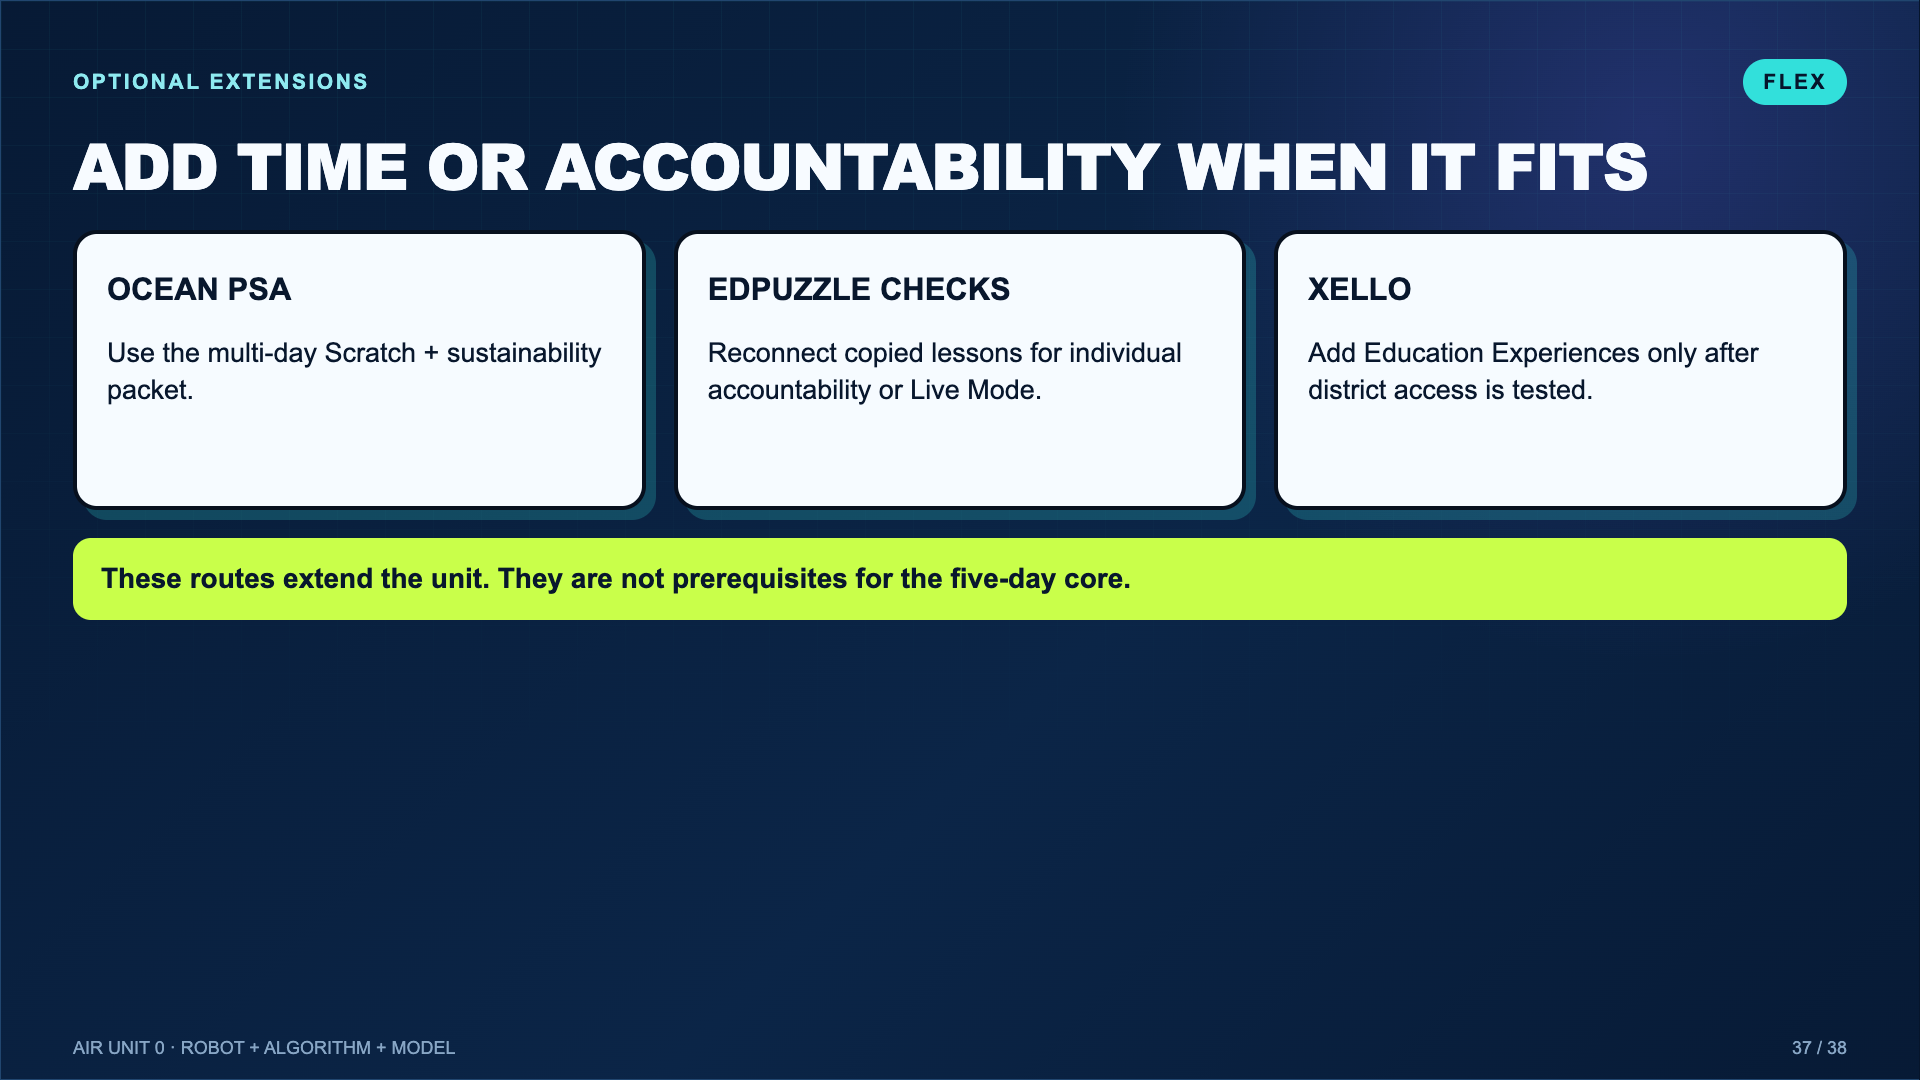 OPTIONAL EXTENSIONS
FLEX
ADD TIME OR ACCOUNTABILITY WHEN IT FITS
OCEAN PSA
Use the multi-day Scratch + sustainability
packet.
EDPUZZLE CHECKS
Reconnect copied lessons for individual
accountability or Live Mode.
XELLO
Add Education Experiences only after
district access is tested.
These routes extend the unit. They are not prerequisites for the five-day core.
AIR UNIT 0 · ROBOT + ALGORITHM + MODEL
37 / 38